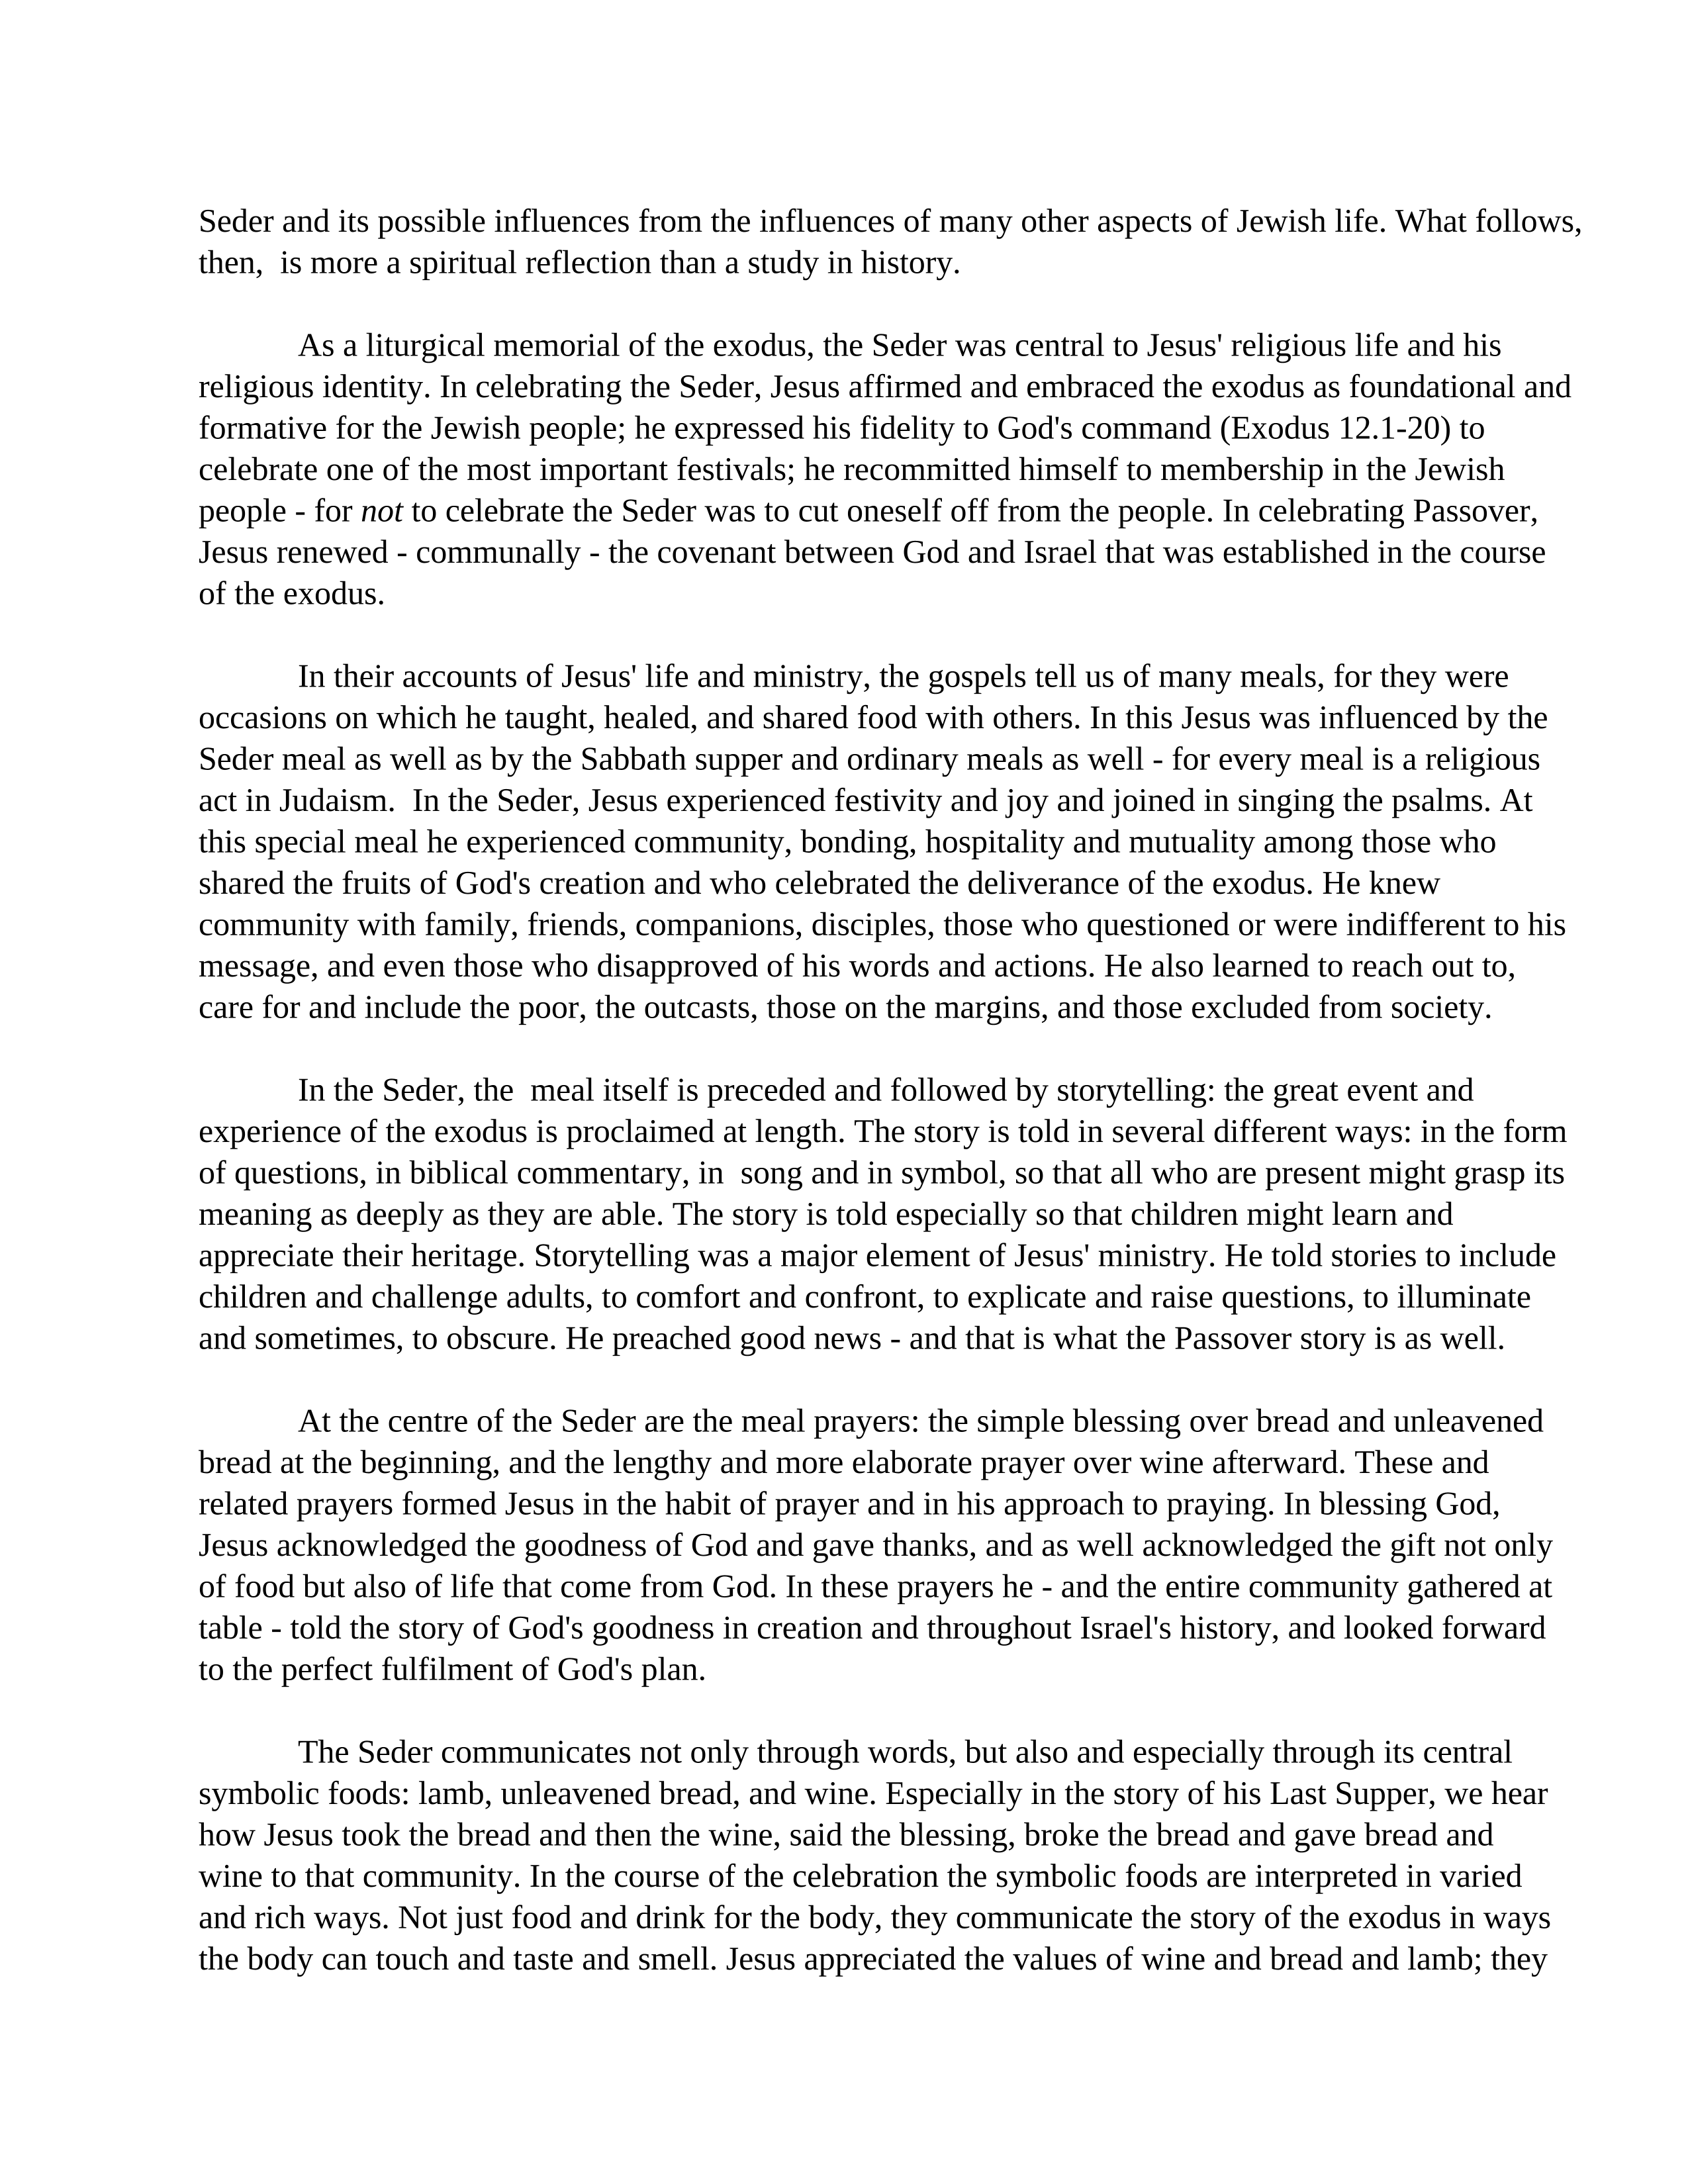 Seder and its possible influences from the influences of many other aspects of Jewish life. What follows,
then,  is more a spiritual reflection than a study in history.
As a liturgical memorial of the exodus, the Seder was central to Jesus' religious life and his
religious identity. In celebrating the Seder, Jesus affirmed and embraced the exodus as foundational and
formative for the Jewish people; he expressed his fidelity to God's command (Exodus 12.1-20) to
celebrate one of the most important festivals; he recommitted himself to membership in the Jewish
people - for not to celebrate the Seder was to cut oneself off from the people. In celebrating Passover,
Jesus renewed - communally - the covenant between God and Israel that was established in the course
of the exodus.
In their accounts of Jesus' life and ministry, the gospels tell us of many meals, for they were
occasions on which he taught, healed, and shared food with others. In this Jesus was influenced by the
Seder meal as well as by the Sabbath supper and ordinary meals as well - for every meal is a religious
act in Judaism.  In the Seder, Jesus experienced festivity and joy and joined in singing the psalms. At
this special meal he experienced community, bonding, hospitality and mutuality among those who
shared the fruits of God's creation and who celebrated the deliverance of the exodus. He knew
community with family, friends, companions, disciples, those who questioned or were indifferent to his
message, and even those who disapproved of his words and actions. He also learned to reach out to,
care for and include the poor, the outcasts, those on the margins, and those excluded from society.
In the Seder, the  meal itself is preceded and followed by storytelling: the great event and
experience of the exodus is proclaimed at length. The story is told in several different ways: in the form
of questions, in biblical commentary, in  song and in symbol, so that all who are present might grasp its
meaning as deeply as they are able. The story is told especially so that children might learn and
appreciate their heritage. Storytelling was a major element of Jesus' ministry. He told stories to include
children and challenge adults, to comfort and confront, to explicate and raise questions, to illuminate
and sometimes, to obscure. He preached good news - and that is what the Passover story is as well.
At the centre of the Seder are the meal prayers: the simple blessing over bread and unleavened
bread at the beginning, and the lengthy and more elaborate prayer over wine afterward. These and
related prayers formed Jesus in the habit of prayer and in his approach to praying. In blessing God,
Jesus acknowledged the goodness of God and gave thanks, and as well acknowledged the gift not only
of food but also of life that come from God. In these prayers he - and the entire community gathered at
table - told the story of God's goodness in creation and throughout Israel's history, and looked forward
to the perfect fulfilment of God's plan.
The Seder communicates not only through words, but also and especially through its central
symbolic foods: lamb, unleavened bread, and wine. Especially in the story of his Last Supper, we hear
how Jesus took the bread and then the wine, said the blessing, broke the bread and gave bread and
wine to that community. In the course of the celebration the symbolic foods are interpreted in varied
and rich ways. Not just food and drink for the body, they communicate the story of the exodus in ways
the body can touch and taste and smell. Jesus appreciated the values of wine and bread and lamb; they